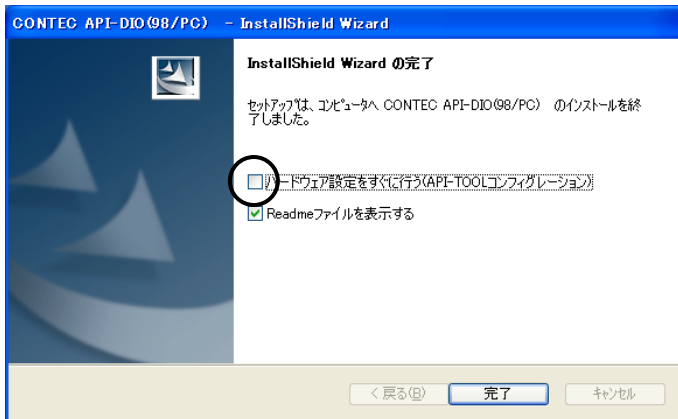 CONTEC API-DIO(98/PC) - InstallShield Wizard
InstallShield Wizard の完了
セットアップは、コンピュータへ CONTEC API-DIO(98/PC) のインストールを終
了しました。
ハードウェア設定をすぐに行う(API-TOOLコンフィグレーション)
Readmeファイルを表示する
< 戻る(B)
完了
キャンセル